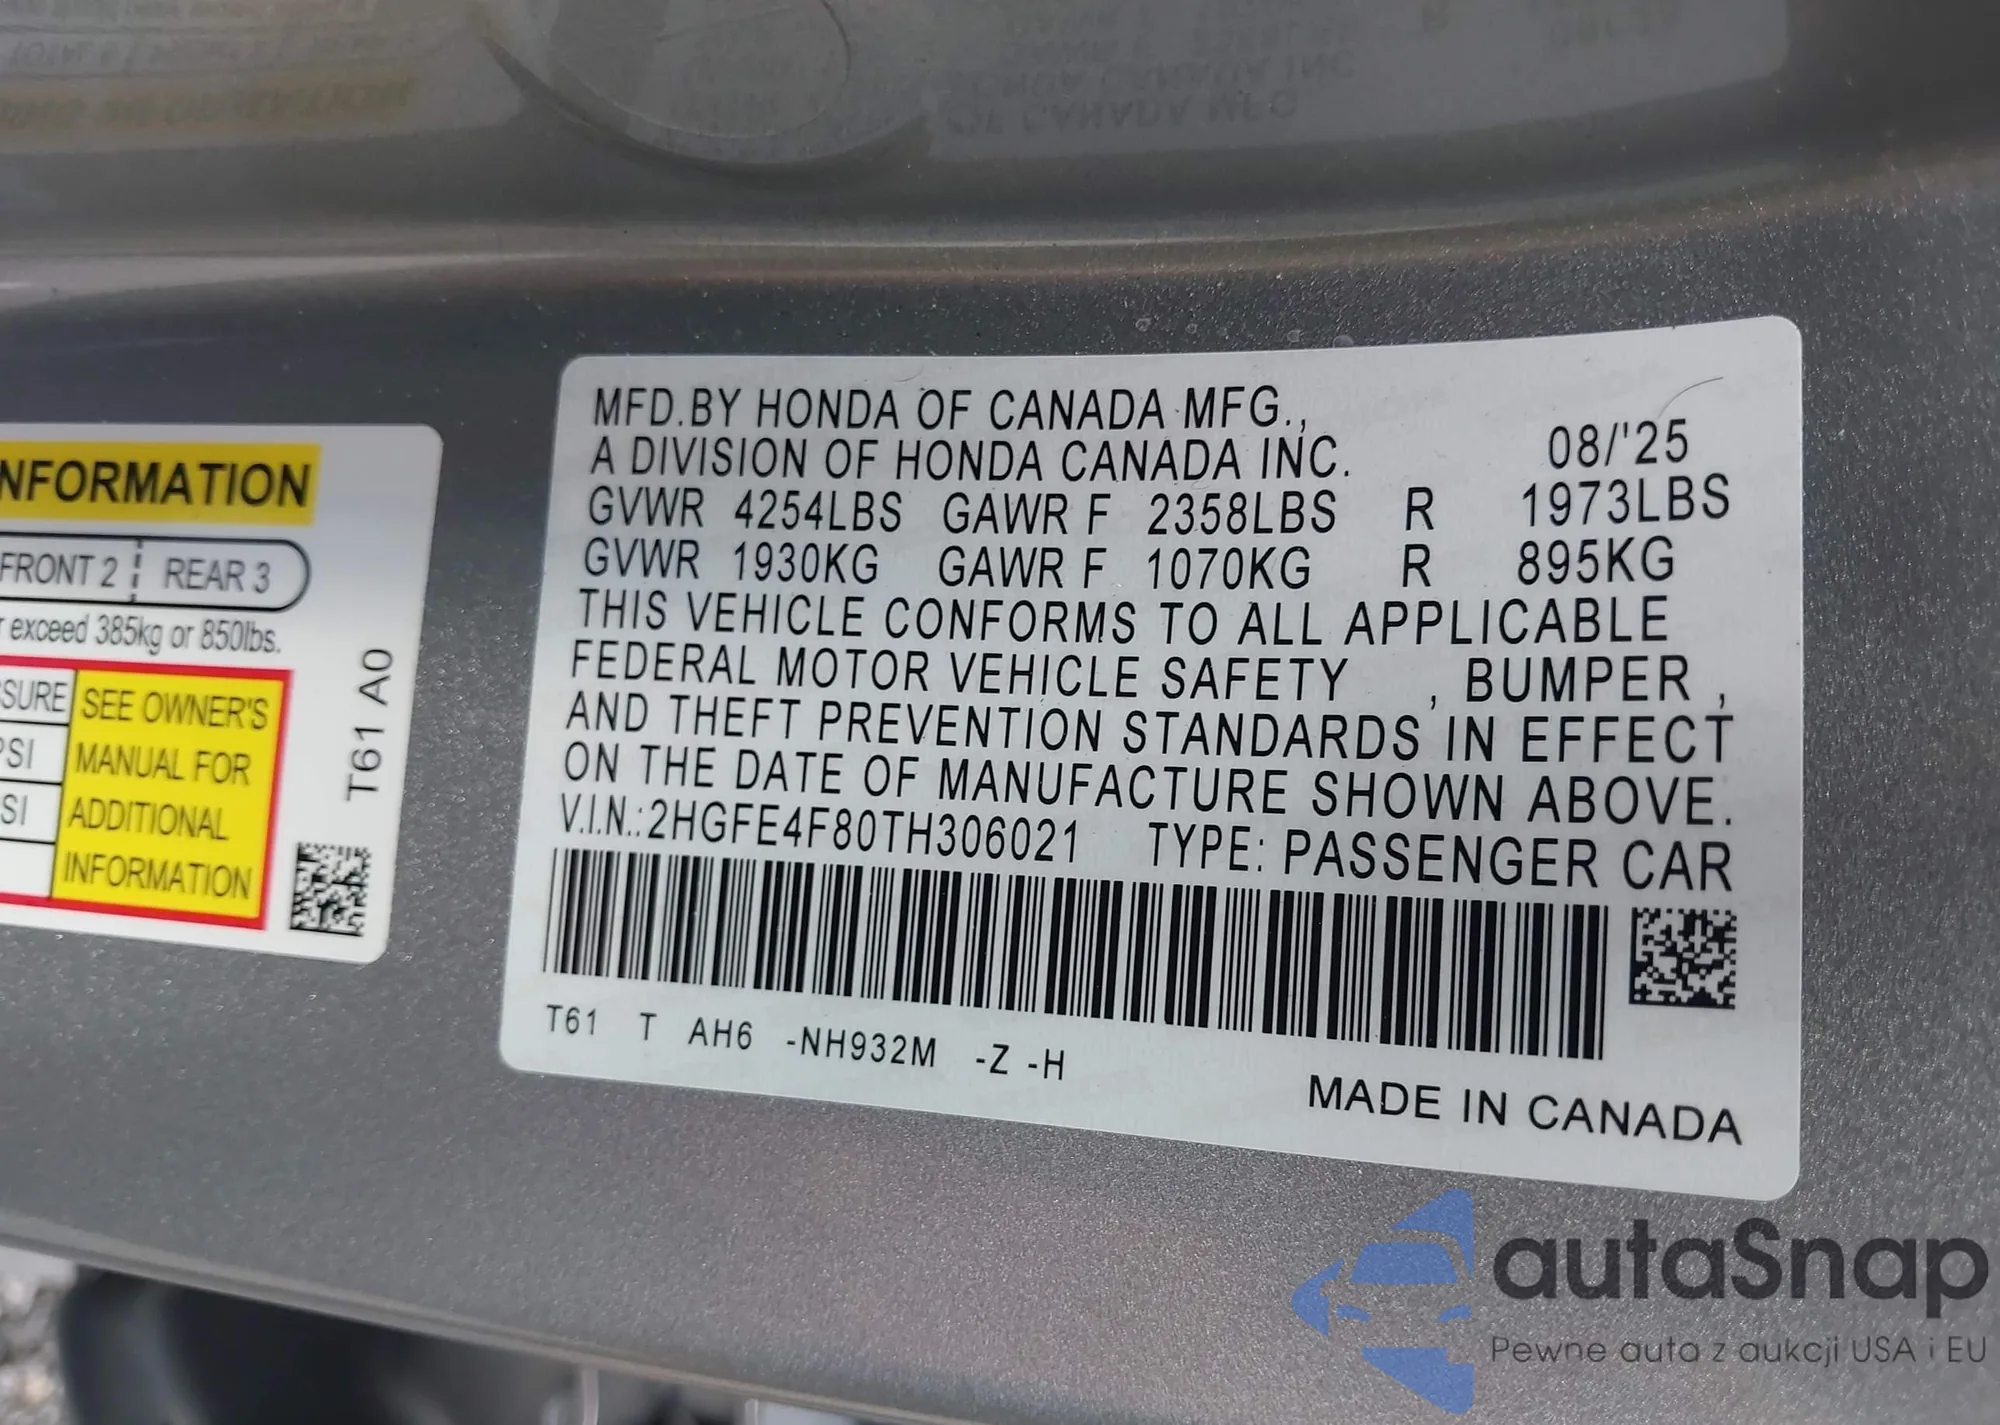 NFORMATION
FRONT 2 REAR 3
exceed 385kg or 850lbs.
SURE
PSI
SI
SEE OWNER'S
MANUAL FOR
ADDITIONAL
INFORMATION
T61 A0
MFD.BY HONDA OF CANADA MFG.,
A DIVISION OF HONDA CANADA INC. 08/'25
GVWR 4254LBS GAWR F 2358LBS R 1973LBS
GVWR 1930KG GAWR F 1070KG R 895KG
THIS VEHICLE CONFORMS TO ALL APPLICABLE
FEDERAL MOTOR VEHICLE SAFETY , BUMPER ,
AND THEFT PREVENTION STANDARDS IN EFFECT
ON THE DATE OF MANUFACTURE SHOWN ABOVE.
V.I.N.:2HGFE4F80TH306021 TYPE: PASSENGER CAR
T61 T AH6 -NH932M -Z -H
MADE IN CANADA
autaSnap
Pewne auta z aukcji USA i EU